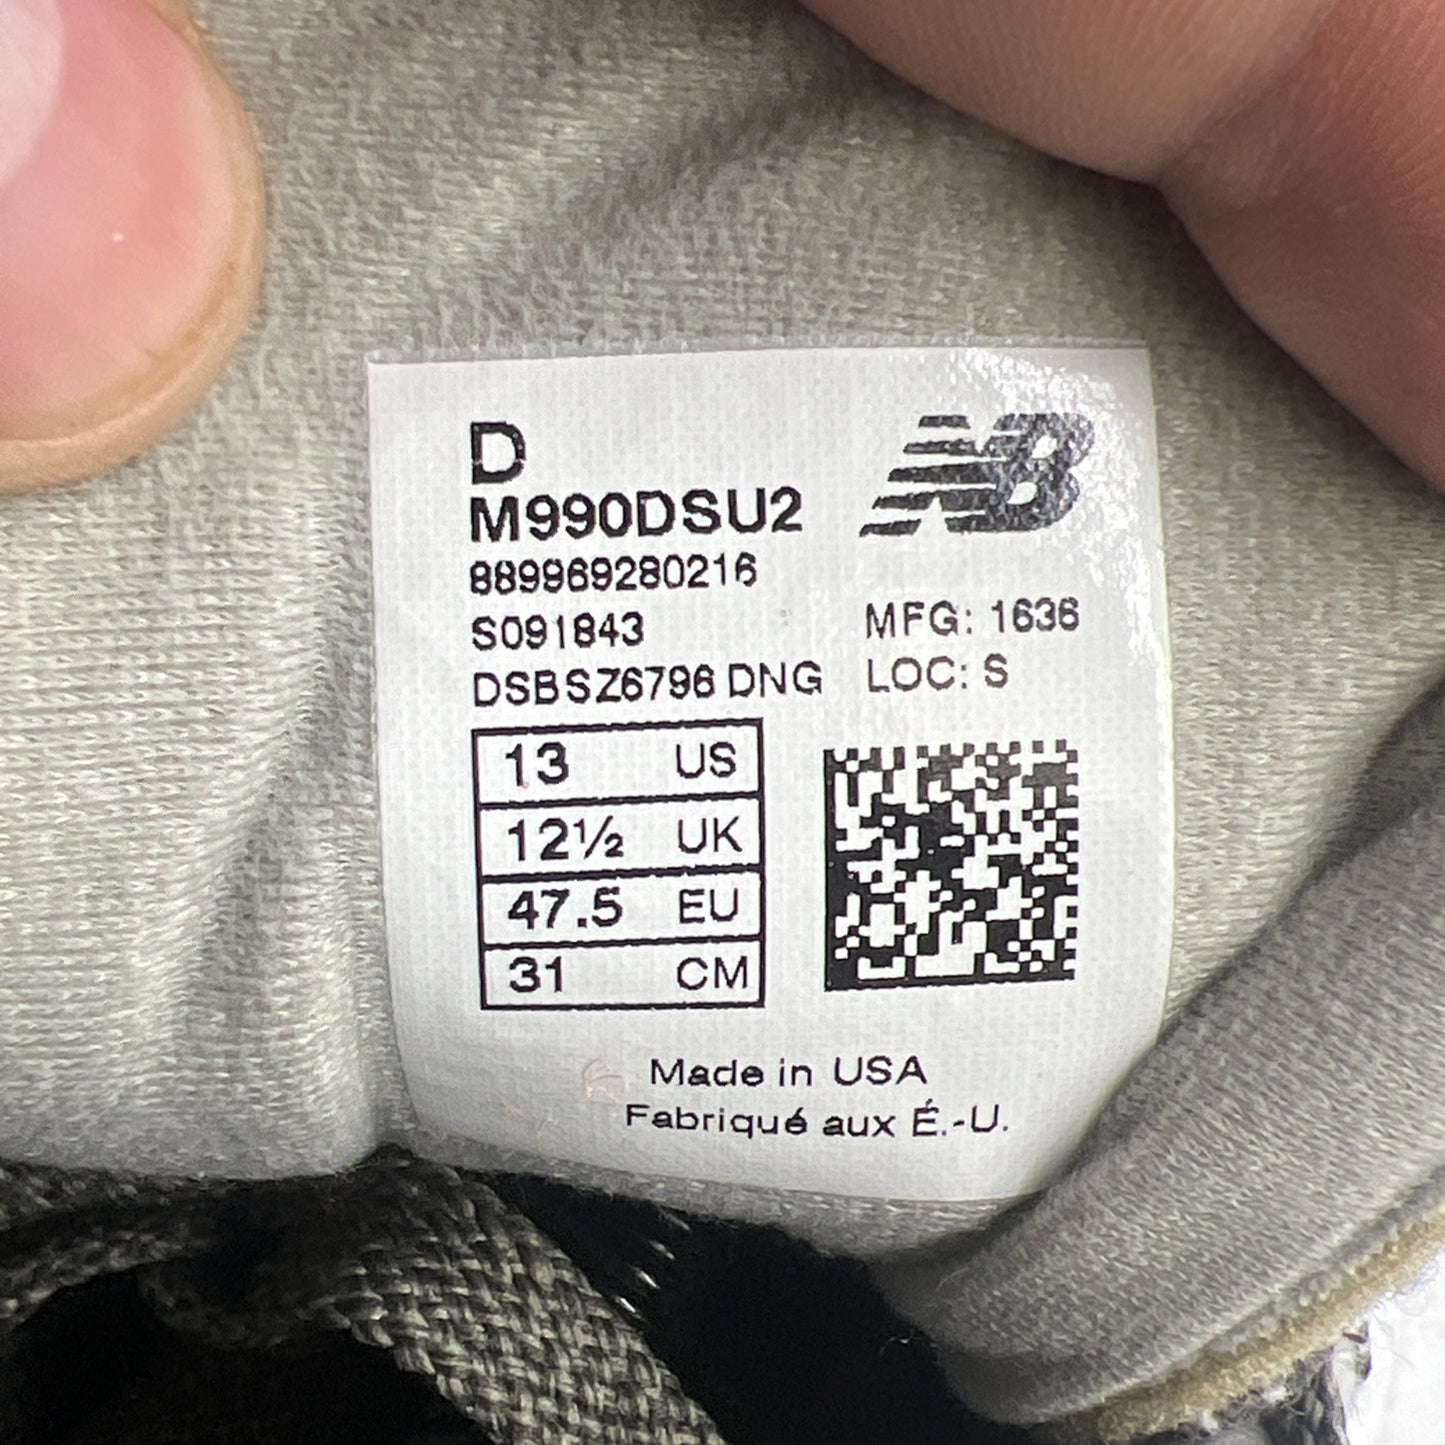 D
NB
M990DSU2
889969280216
S091843
MFG: 1636
DSBSZ6796 DNG
LOC: S
13 US
12½ UK
47.5 EU
31 CM
Made in USA
Fabriqué aux É.-U.